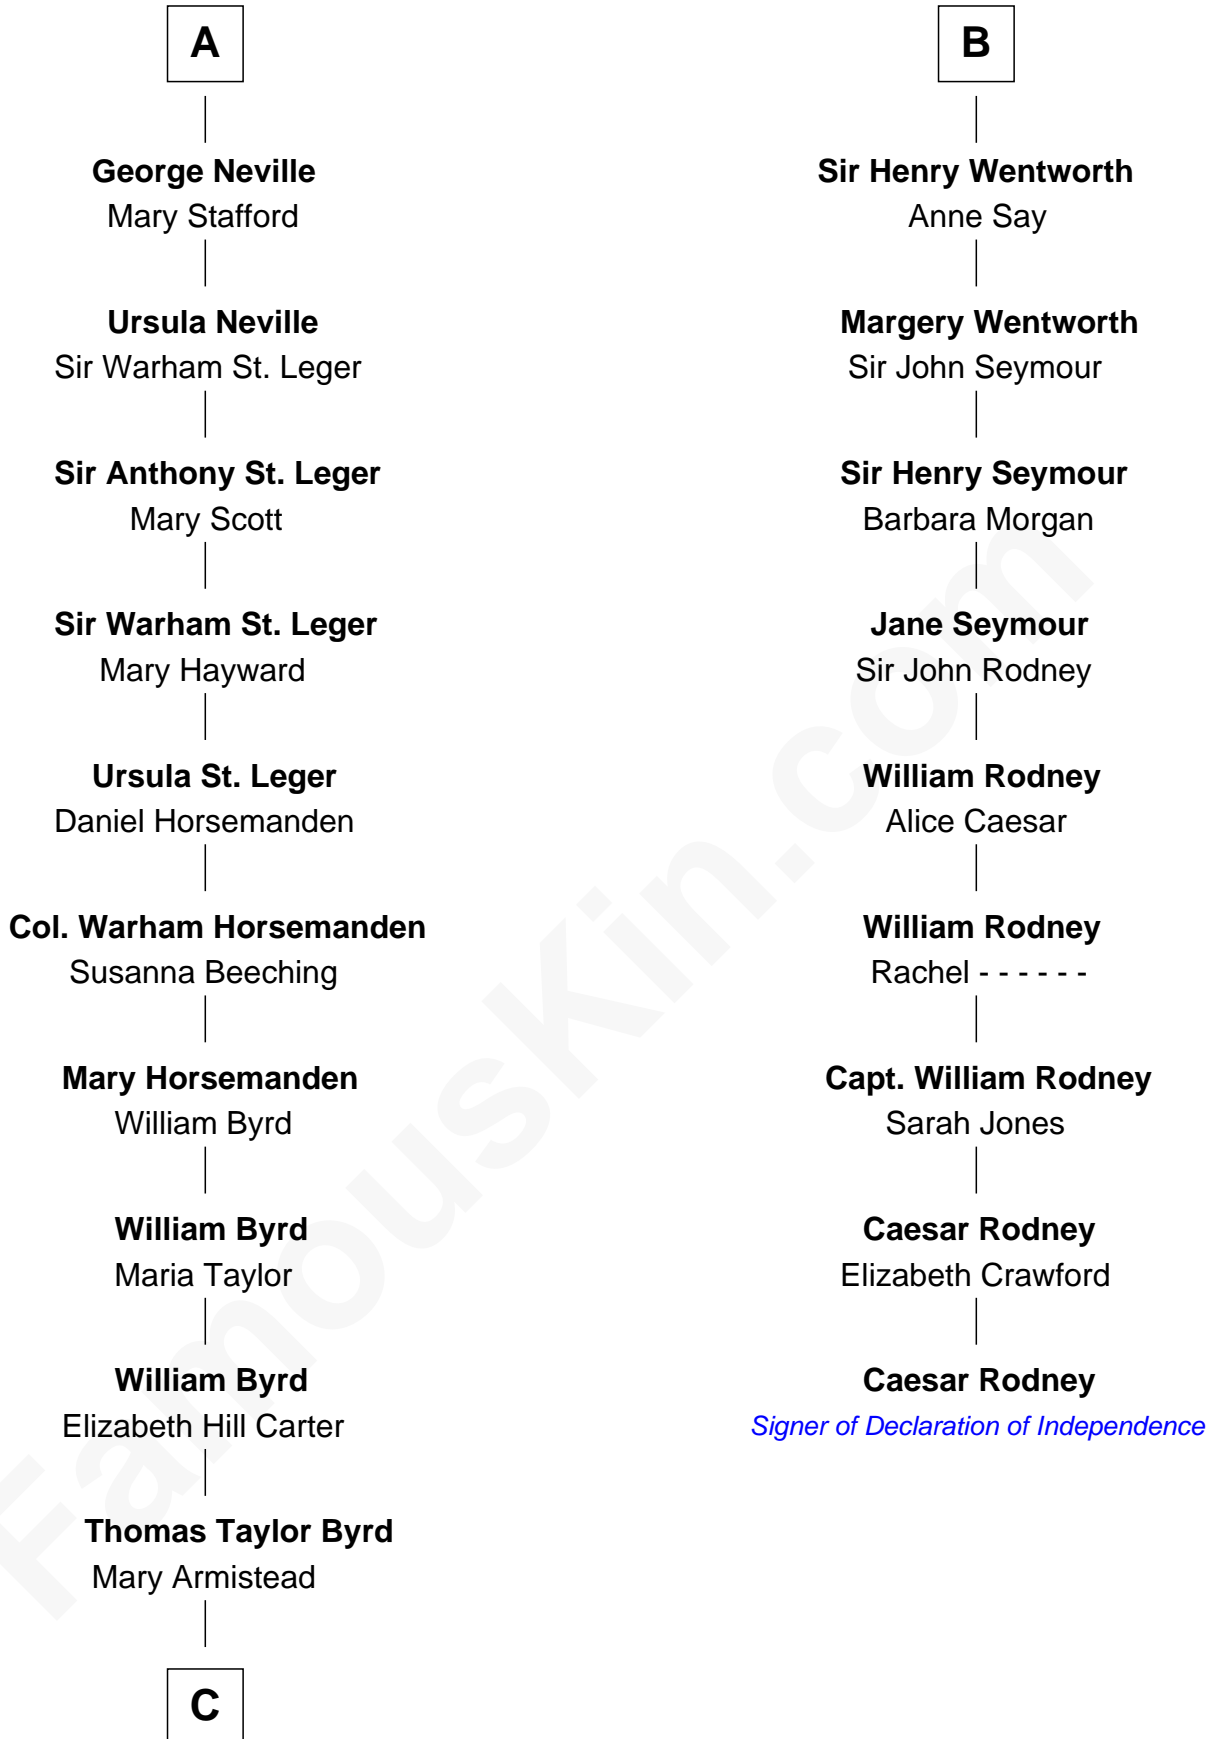 A
George Neville
Mary Stafford
Ursula Neville
Sir Warham St. Leger
Sir Anthony St. Leger
Mary Scott
Sir Warham St. Leger
Mary Hayward
Ursula St. Leger
Daniel Horsemanden
Col. Warham Horsemanden
Susanna Beeching
Mary Horsemanden
William Byrd
William Byrd
Maria Taylor
William Byrd
Elizabeth Hill Carter
Thomas Taylor Byrd
Mary Armistead
C
B
Sir Henry Wentworth
Anne Say
Margery Wentworth
Sir John Seymour
Sir Henry Seymour
Barbara Morgan
Jane Seymour
Sir John Rodney
William Rodney
Alice Caesar
William Rodney
Rachel - - - - - -
Capt. William Rodney
Sarah Jones
Caesar Rodney
Elizabeth Crawford
Caesar Rodney
Signer of Declaration of Independence
FamousKin.com